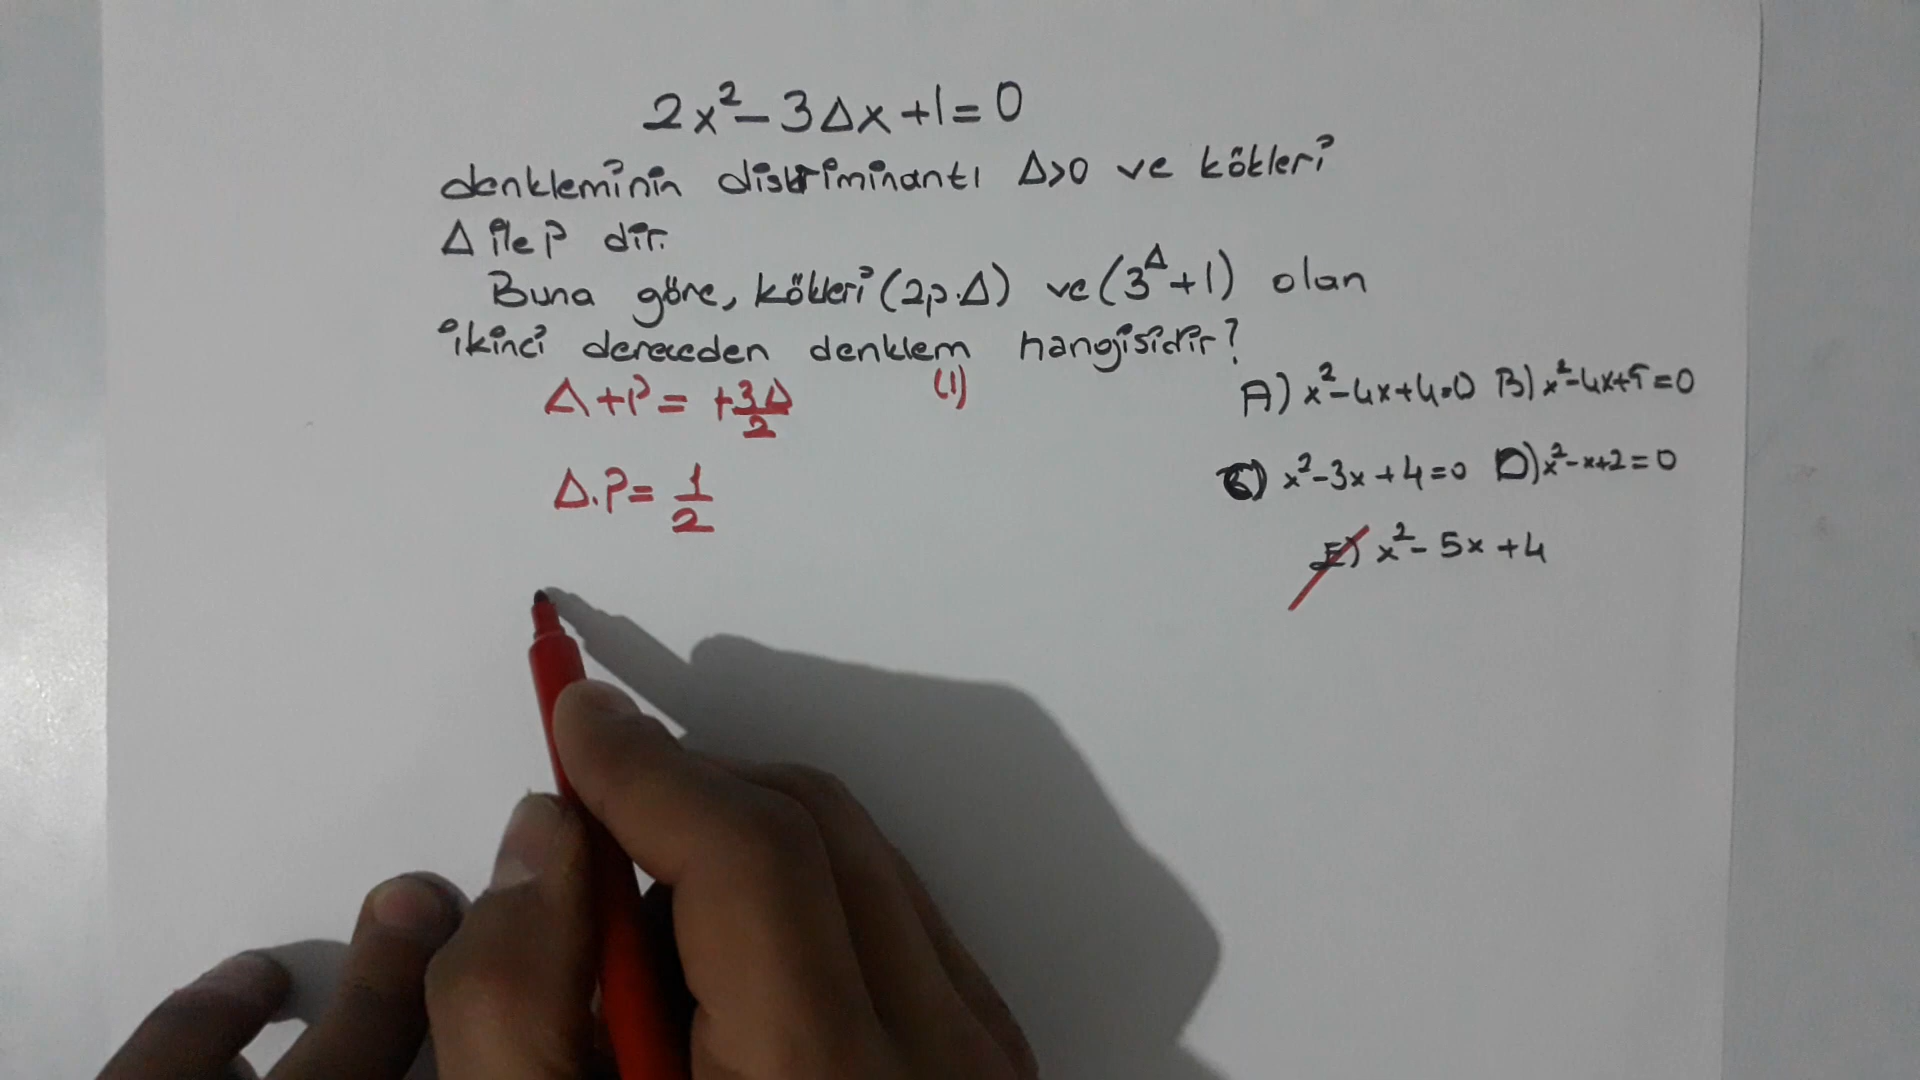 2x²-3Δx+1=0
denkleminin diskriminantı Δ>0 ve kökleri
Δ ile P dir.
Buna göre, kökleri (2p.Δ) ve (3^Δ+1) olan
ikinci dereceden denklem hangisidir?
Δ+P=+3Δ/2
(1)
Δ.P=1/2
A) x²-4x+4=0 B) x²-4x+5=0
C) x²-3x+4=0 D) x²-x+2=0
E) x²-5x+4